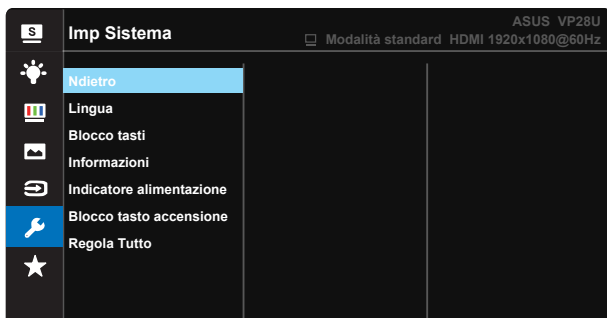 S
Imp Sistema
ASUS VP28U
Modalità standard HDMI 1920x1080@60Hz
Ndietro
Lingua
Blocco tasti
Informazioni
Indicatore alimentazione
Blocco tasto accensione
Regola Tutto